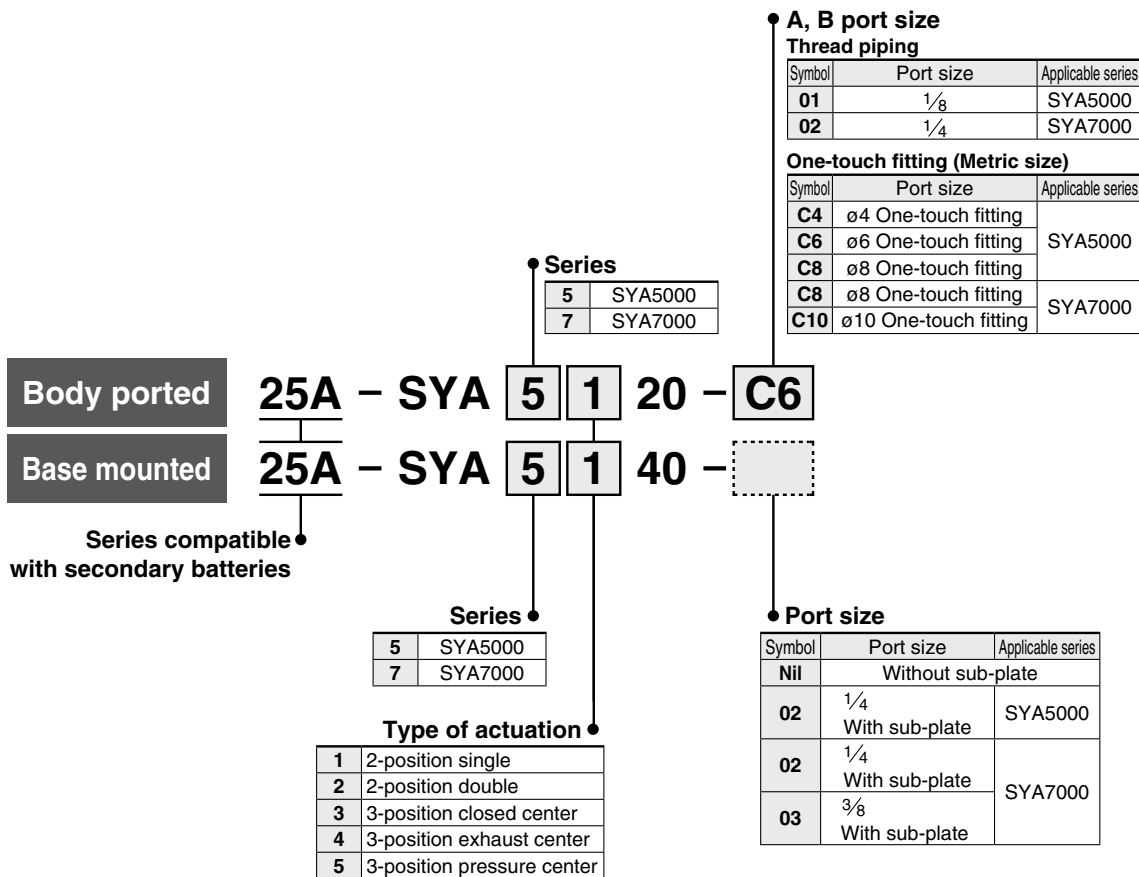 A, B port size
Thread piping
Symbol Port size Applicable series
01 1/8 SYA5000
02 1/4 SYA7000
One-touch fitting (Metric size)
Symbol Port size Applicable series
C4 ø4 One-touch fitting
C6 ø6 One-touch fitting SYA5000
C8 ø8 One-touch fitting
C8 ø8 One-touch fitting SYA7000
C10 ø10 One-touch fitting
Series
5 SYA5000
7 SYA7000
Body ported 25A – SYA 5 1 20 – C6
Base mounted 25A – SYA 5 1 40 –
Series compatible
with secondary batteries
Series
5 SYA5000
7 SYA7000
Type of actuation
1 2-position single
2 2-position double
3 3-position closed center
4 3-position exhaust center
5 3-position pressure center
Port size
Symbol Port size Applicable series
Nil Without sub-plate
02 1/4 SYA5000
With sub-plate
02 1/4 SYA7000
With sub-plate
03 3/8
With sub-plate